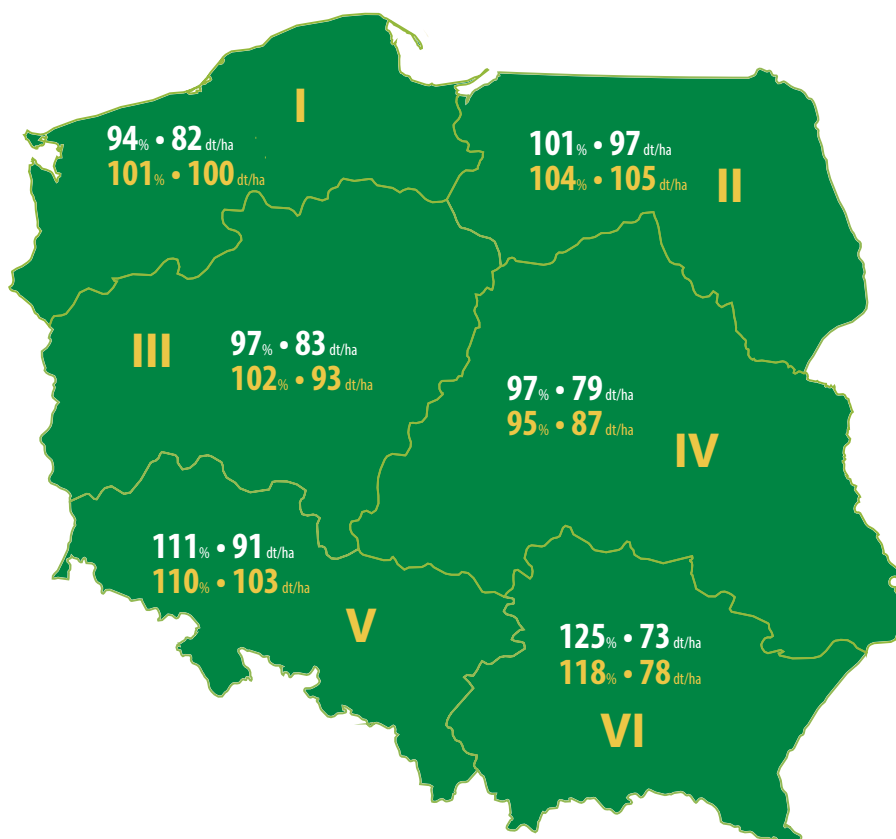 I
94% • 82 dt/ha
101% • 100 dt/ha
101% • 97 dt/ha
104% • 105 dt/ha
II
III
97% • 83 dt/ha
102% • 93 dt/ha
97% • 79 dt/ha
95% • 87 dt/ha
IV
111% • 91 dt/ha
110% • 103 dt/ha
V
125% • 73 dt/ha
118% • 78 dt/ha
VI